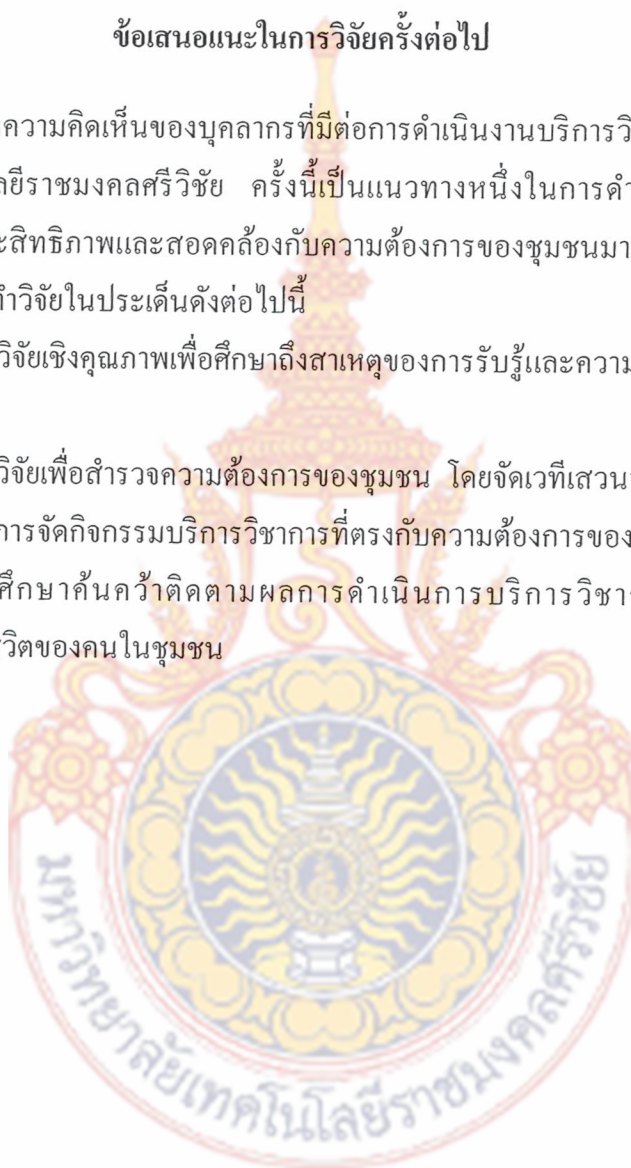 ข้อเสนอแนะในการวิจัยครั้งต่อไป
ความคิดเห็นของบุคลากรที่มีต่อการดำเนินงานบริการวิ
ลยีราชมงคลศรีวิชัย ครั้งนี้เป็นแนวทางหนึ่งในการดำ
ะสิทธิภาพและสอดคล้องกับความต้องการของชุมชนมา
ทำวิจัยในประเด็นดังต่อไปนี้
วิจัยเชิงคุณภาพเพื่อศึกษาถึงสาเหตุของการรับรู้และความ
วิจัยเพื่อสำรวจความต้องการของชุมชน โดยจัดเวทีเสวน
การจัดกิจกรรมบริการวิชาการที่ตรงกับความต้องการของ
ศึกษาค้นคว้าติดตามผลการดำเนินการบริการวิชา
วิตของคนในชุมชน
มหาวิทยาลัยเทคโนโลยีราชมงคลศรีวิชัย